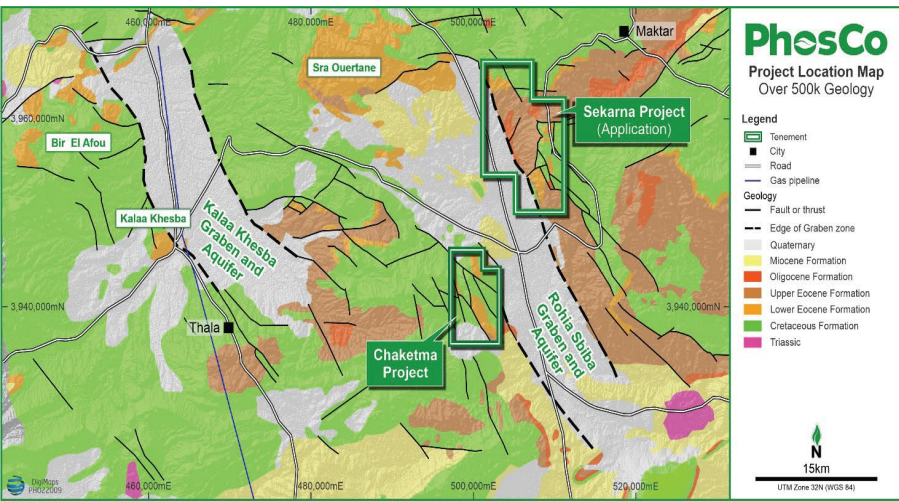 460,000mE
480,000mE
500,000mE
Maktar
Sra Ouertane
Sekarna Project
(Application)
3,960,000mN
Bir El Afou
Kalaa Khesba
Kalaa Khesba
Graben and
Aquifer
3,940,000mN
3,940,000mN
Rohia Sbiba
Graben and
Aquifer
Thala
Chaketma
Project
DigiMaps
PHO22009
460,000mE
480,000mE
500,000mE
520,000mE
PhosCo
Project Location Map
Over 500k Geology
Legend
Tenement
City
Road
Gas pipeline
Geology
Fault or thrust
Edge of Graben zone
Quaternary
Miocene Formation
Oligocene Formation
Upper Eocene Formation
Lower Eocene Formation
Cretaceous Formation
Triassic
N
15km
UTM Zone 32N (WGS 84)